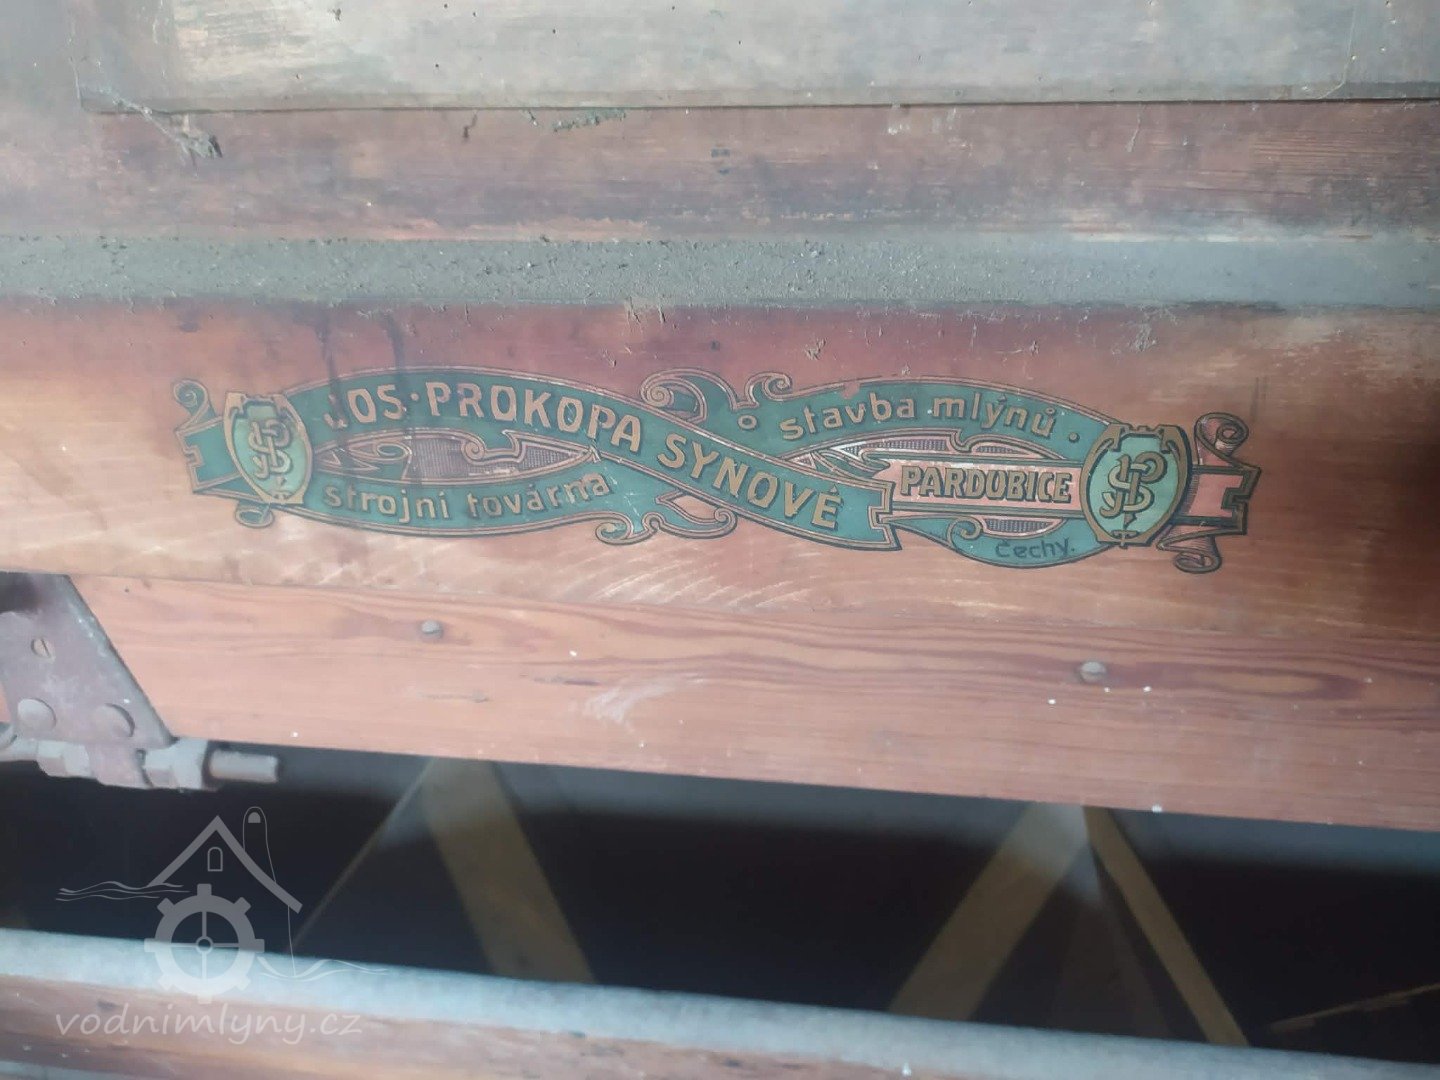 JOS. PROKOPA SYNOVÉ
strojní továrna
stavba mlýnů.
PARDUBICE
Čechy.
vodnimlyny.cz